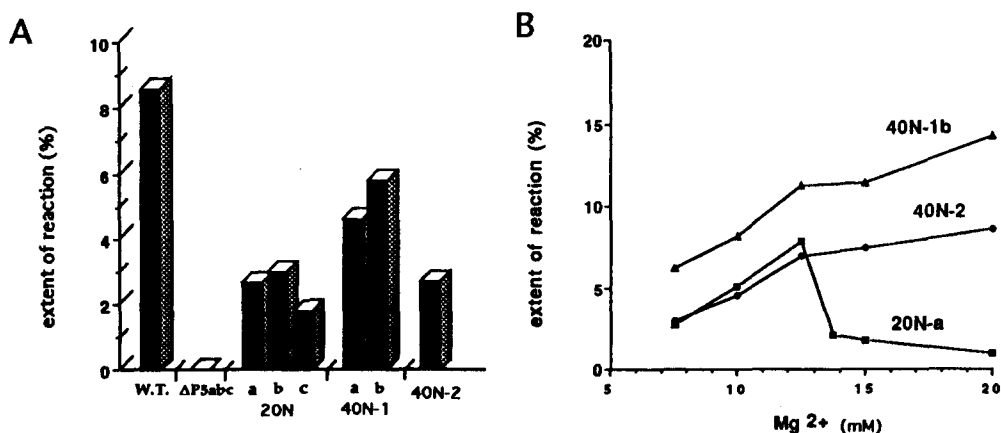 A
extent of reaction (%)
10
8
6
4
2
0
W.T. ΔP5abc a b c a b 40N-2
20N 40N-1
B
extent of reaction (%)
20
15
10
5
0
40N-1b
40N-2
20N-a
5 10 15 20
Mg 2+ (mM)